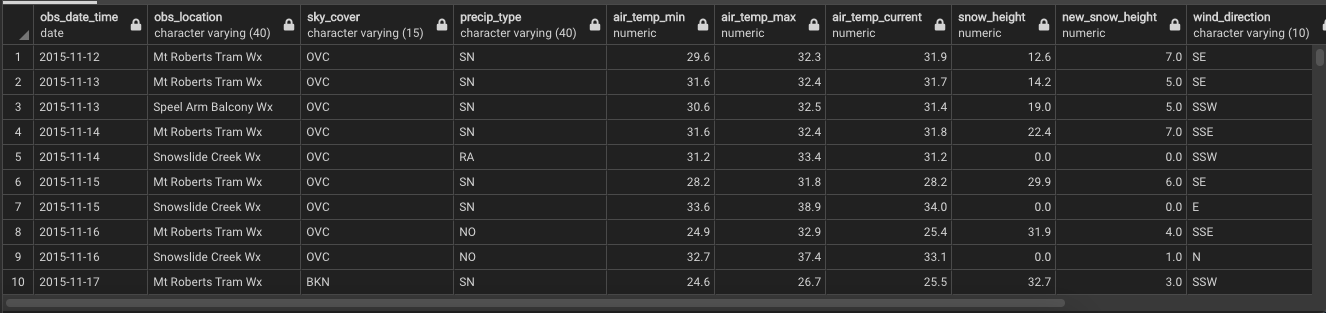 obs_date_time obs_location sky_cover precip_type air_temp_min air_temp_max air_temp_current snow_height new_snow_height wind_direction
date character varying (40) character varying (15) character varying (40) numeric numeric numeric numeric numeric character varying (10)
1 2015-11-12 Mt Roberts Tram Wx OVC SN 29.6 32.3 31.9 12.6 7.0 SE
2 2015-11-13 Mt Roberts Tram Wx OVC SN 31.6 32.4 31.7 14.2 5.0 SE
3 2015-11-13 Speel Arm Balcony Wx OVC SN 30.6 32.5 31.4 19.0 5.0 SSW
4 2015-11-14 Mt Roberts Tram Wx OVC SN 31.6 32.4 31.8 22.4 7.0 SSE
5 2015-11-14 Snowslide Creek Wx OVC RA 31.2 33.4 31.2 0.0 0.0 SSW
6 2015-11-15 Mt Roberts Tram Wx OVC SN 28.2 31.8 28.2 29.9 6.0 SE
7 2015-11-15 Snowslide Creek Wx OVC SN 33.6 38.9 34.0 0.0 0.0 E
8 2015-11-16 Mt Roberts Tram Wx OVC NO 24.9 32.9 25.4 31.9 4.0 SSE
9 2015-11-16 Snowslide Creek Wx OVC NO 32.7 37.4 33.1 0.0 1.0 N
10 2015-11-17 Mt Roberts Tram Wx BKN SN 24.6 26.7 25.5 32.7 3.0 SSW